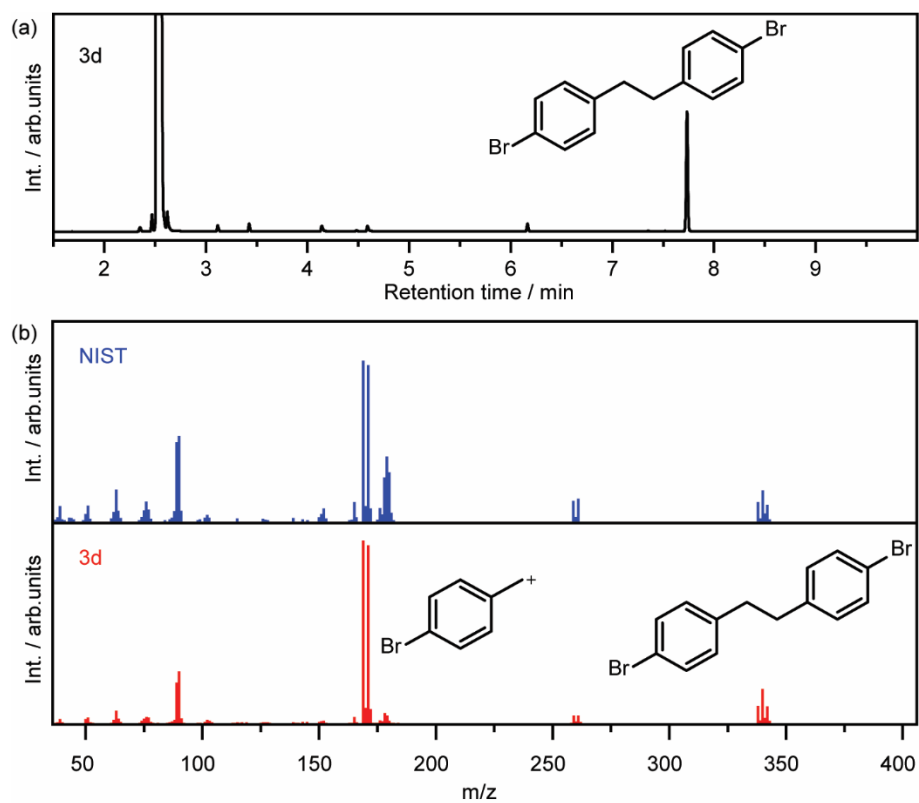 (a)
3d
Br
Br
Int. / arb.units
2 3 4 5 6 7 8 9
Retention time / min
(b)
NIST
Int. / arb.units
3d
+
Br
Br
Br
Int. / arb.units
50 100 150 200 250 300 350 400
m/z